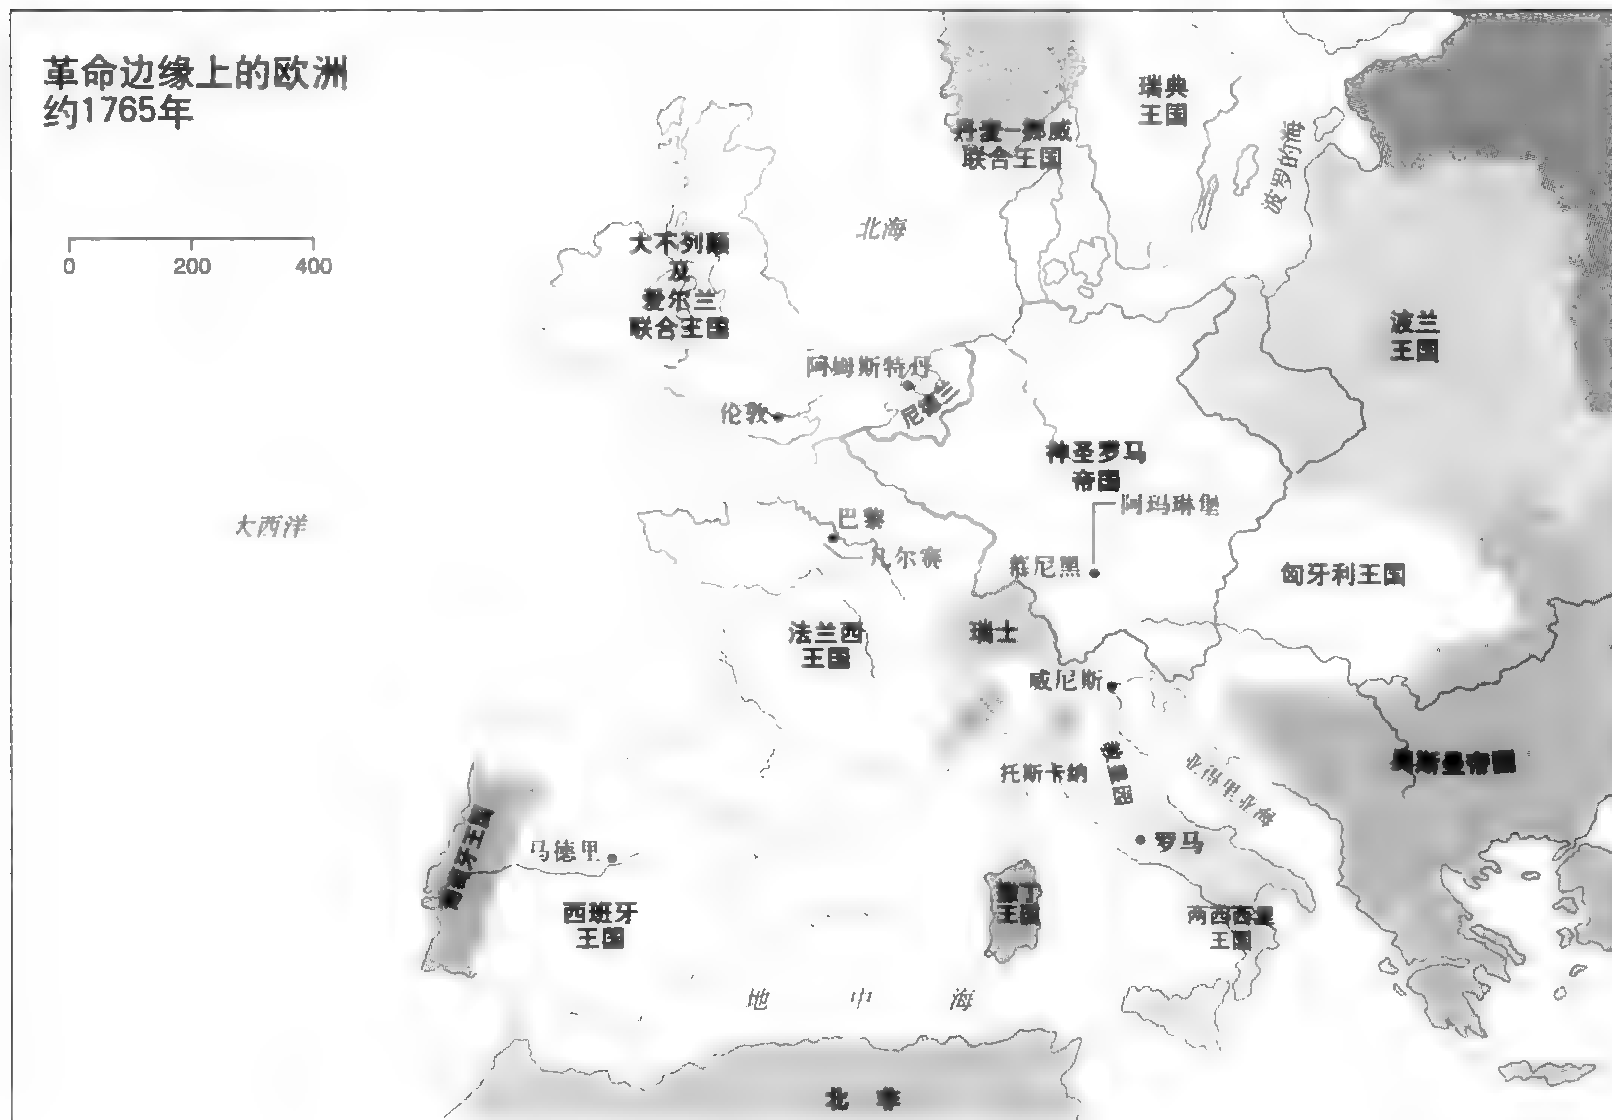 革命边缘上的欧洲
约1765年
0 200 400
瑞典
王国
丹麦—挪威
联合王国
波罗的海
北海
大不列颠
及
爱尔兰
联合王国
波兰
王国
阿姆斯特丹
尼德兰
伦敦
神圣罗马
帝国
阿玛琳堡
大西洋
巴黎
凡尔赛
慕尼黑
匈牙利王国
法兰西
王国
瑞士
威尼斯
托斯卡纳
亚得里亚海
罗马
马德里
西班牙
王国
撒丁
王国
两西西里
王国
地中海
北非